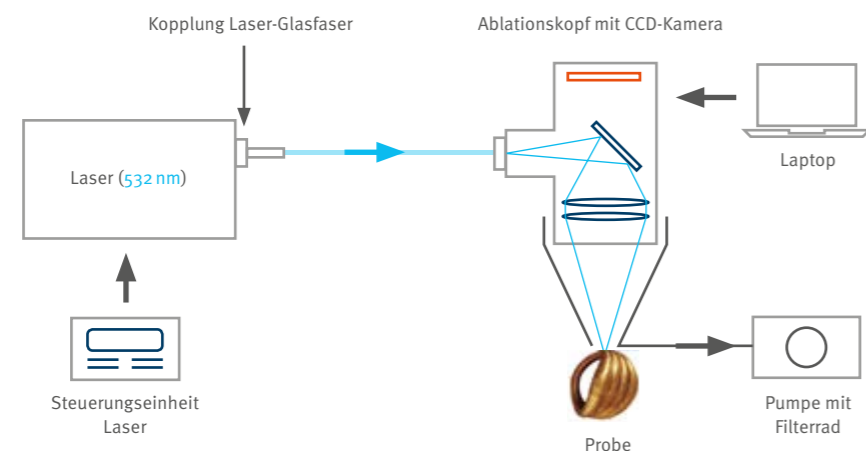 Kopplung Laser-Glasfaser
Ablationskopf mit CCD-Kamera
Laser (532 nm)
Laptop
Steuerungseinheit
Laser
Pumpe mit
Filterrad
Probe